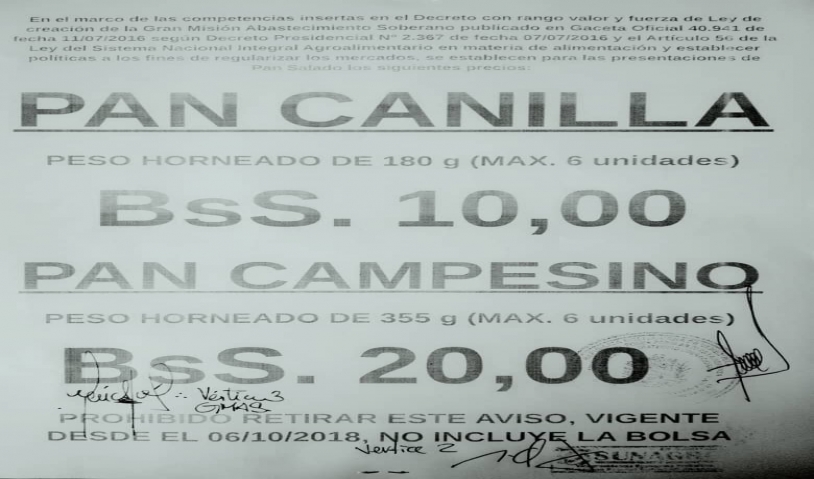 En el marco de las competencias insertas en el Decreto con rango valor y fuerza de Ley de
creación de la Gran Misión Abastecimiento Soberano publicado en Gaceta Oficial 40.941 de
fecha 11/07/2016 según Decreto Presidencial N° 2.367 de fecha 07/07/2016 y el Artículo 56 de la
Ley del Sistema Nacional Integral Agroalimentario en materia de alimentación y establecer
políticas a los fines de regularizar los mercados, se establecen para las presentaciones de
Pan Salado los siguientes precios:
PAN CANILLA
PESO HORNEADO DE 180 g (MAX. 6 unidades)
BsS. 10,00
PAN CAMPESINO
PESO HORNEADO DE 355 g (MAX. 6 unidades)
BsS. 20,00
Vértice 3
GMAS
PROHIBIDO RETIRAR ESTE AVISO, VIGENTE
DESDE EL 06/10/2018, NO INCLUYE LA BOLSA
Vertice 2
SUNAGRO